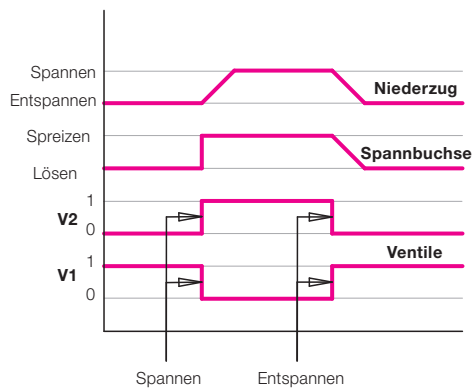 Spannen
Niederzug
Entspannen
Spreizen
Spannbuchse
Lösen
1
V2
0
Ventile
1
V1
0
Spannen Entspannen